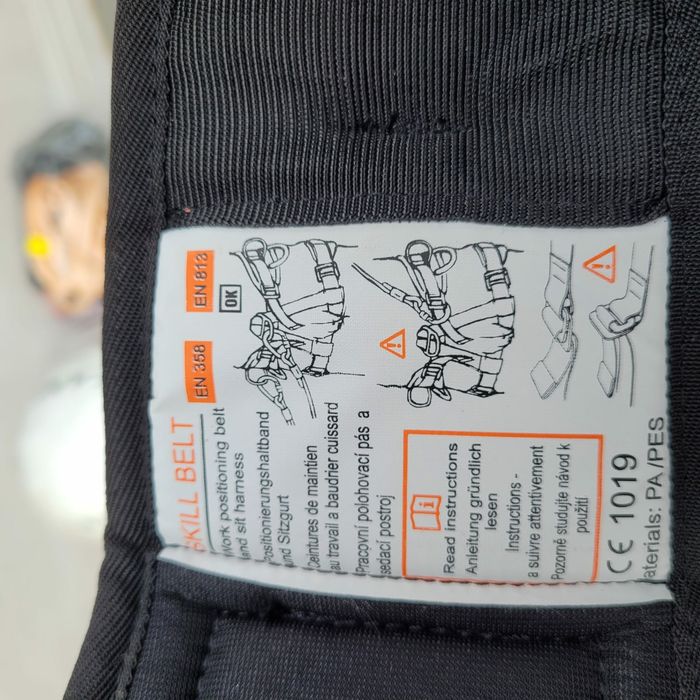 SKILL BELT
EN 358
EN 813
Work positioning belt
and sit harness
Positionierungshaltband
und Sitzgurt
Ceintures de maintien
au travail a baudrier cuissard
Pracovní polohovací pás a
sedací postroj
OK
Read instructions
Anleitung gründlich
lesen
Instructions -
a suivre attentivement
Pozorně studujte návod k
použití
CE 1019
Materials: PA/PES